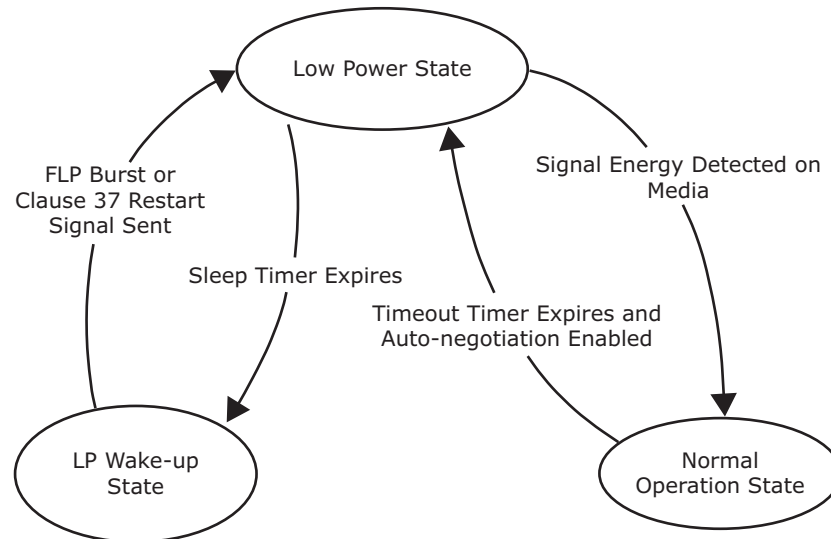 Low Power State
FLP Burst or
Clause 37 Restart
Signal Sent
Signal Energy Detected on
Media
Sleep Timer Expires
Timeout Timer Expires and
Auto-negotiation Enabled
LP Wake-up
State
Normal
Operation State